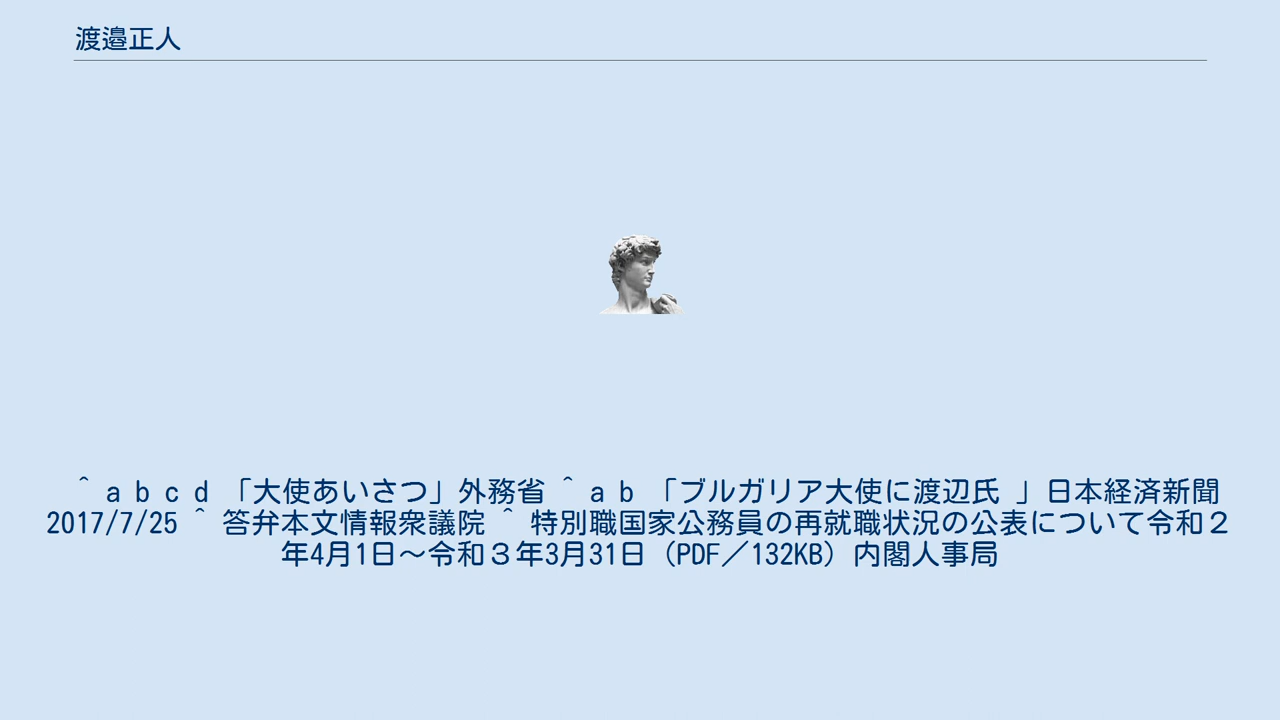 渡邉正人
＾ a b c d 「大使あいさつ」外務省 ＾ a b 「ブルガリア大使に渡辺氏 」日本経済新聞
2017/7/25 ＾ 答弁本文情報衆議院 ＾ 特別職国家公務員の再就職状況の公表について令和２
年4月1日～令和３年3月31日（PDF／132KB）内閣人事局